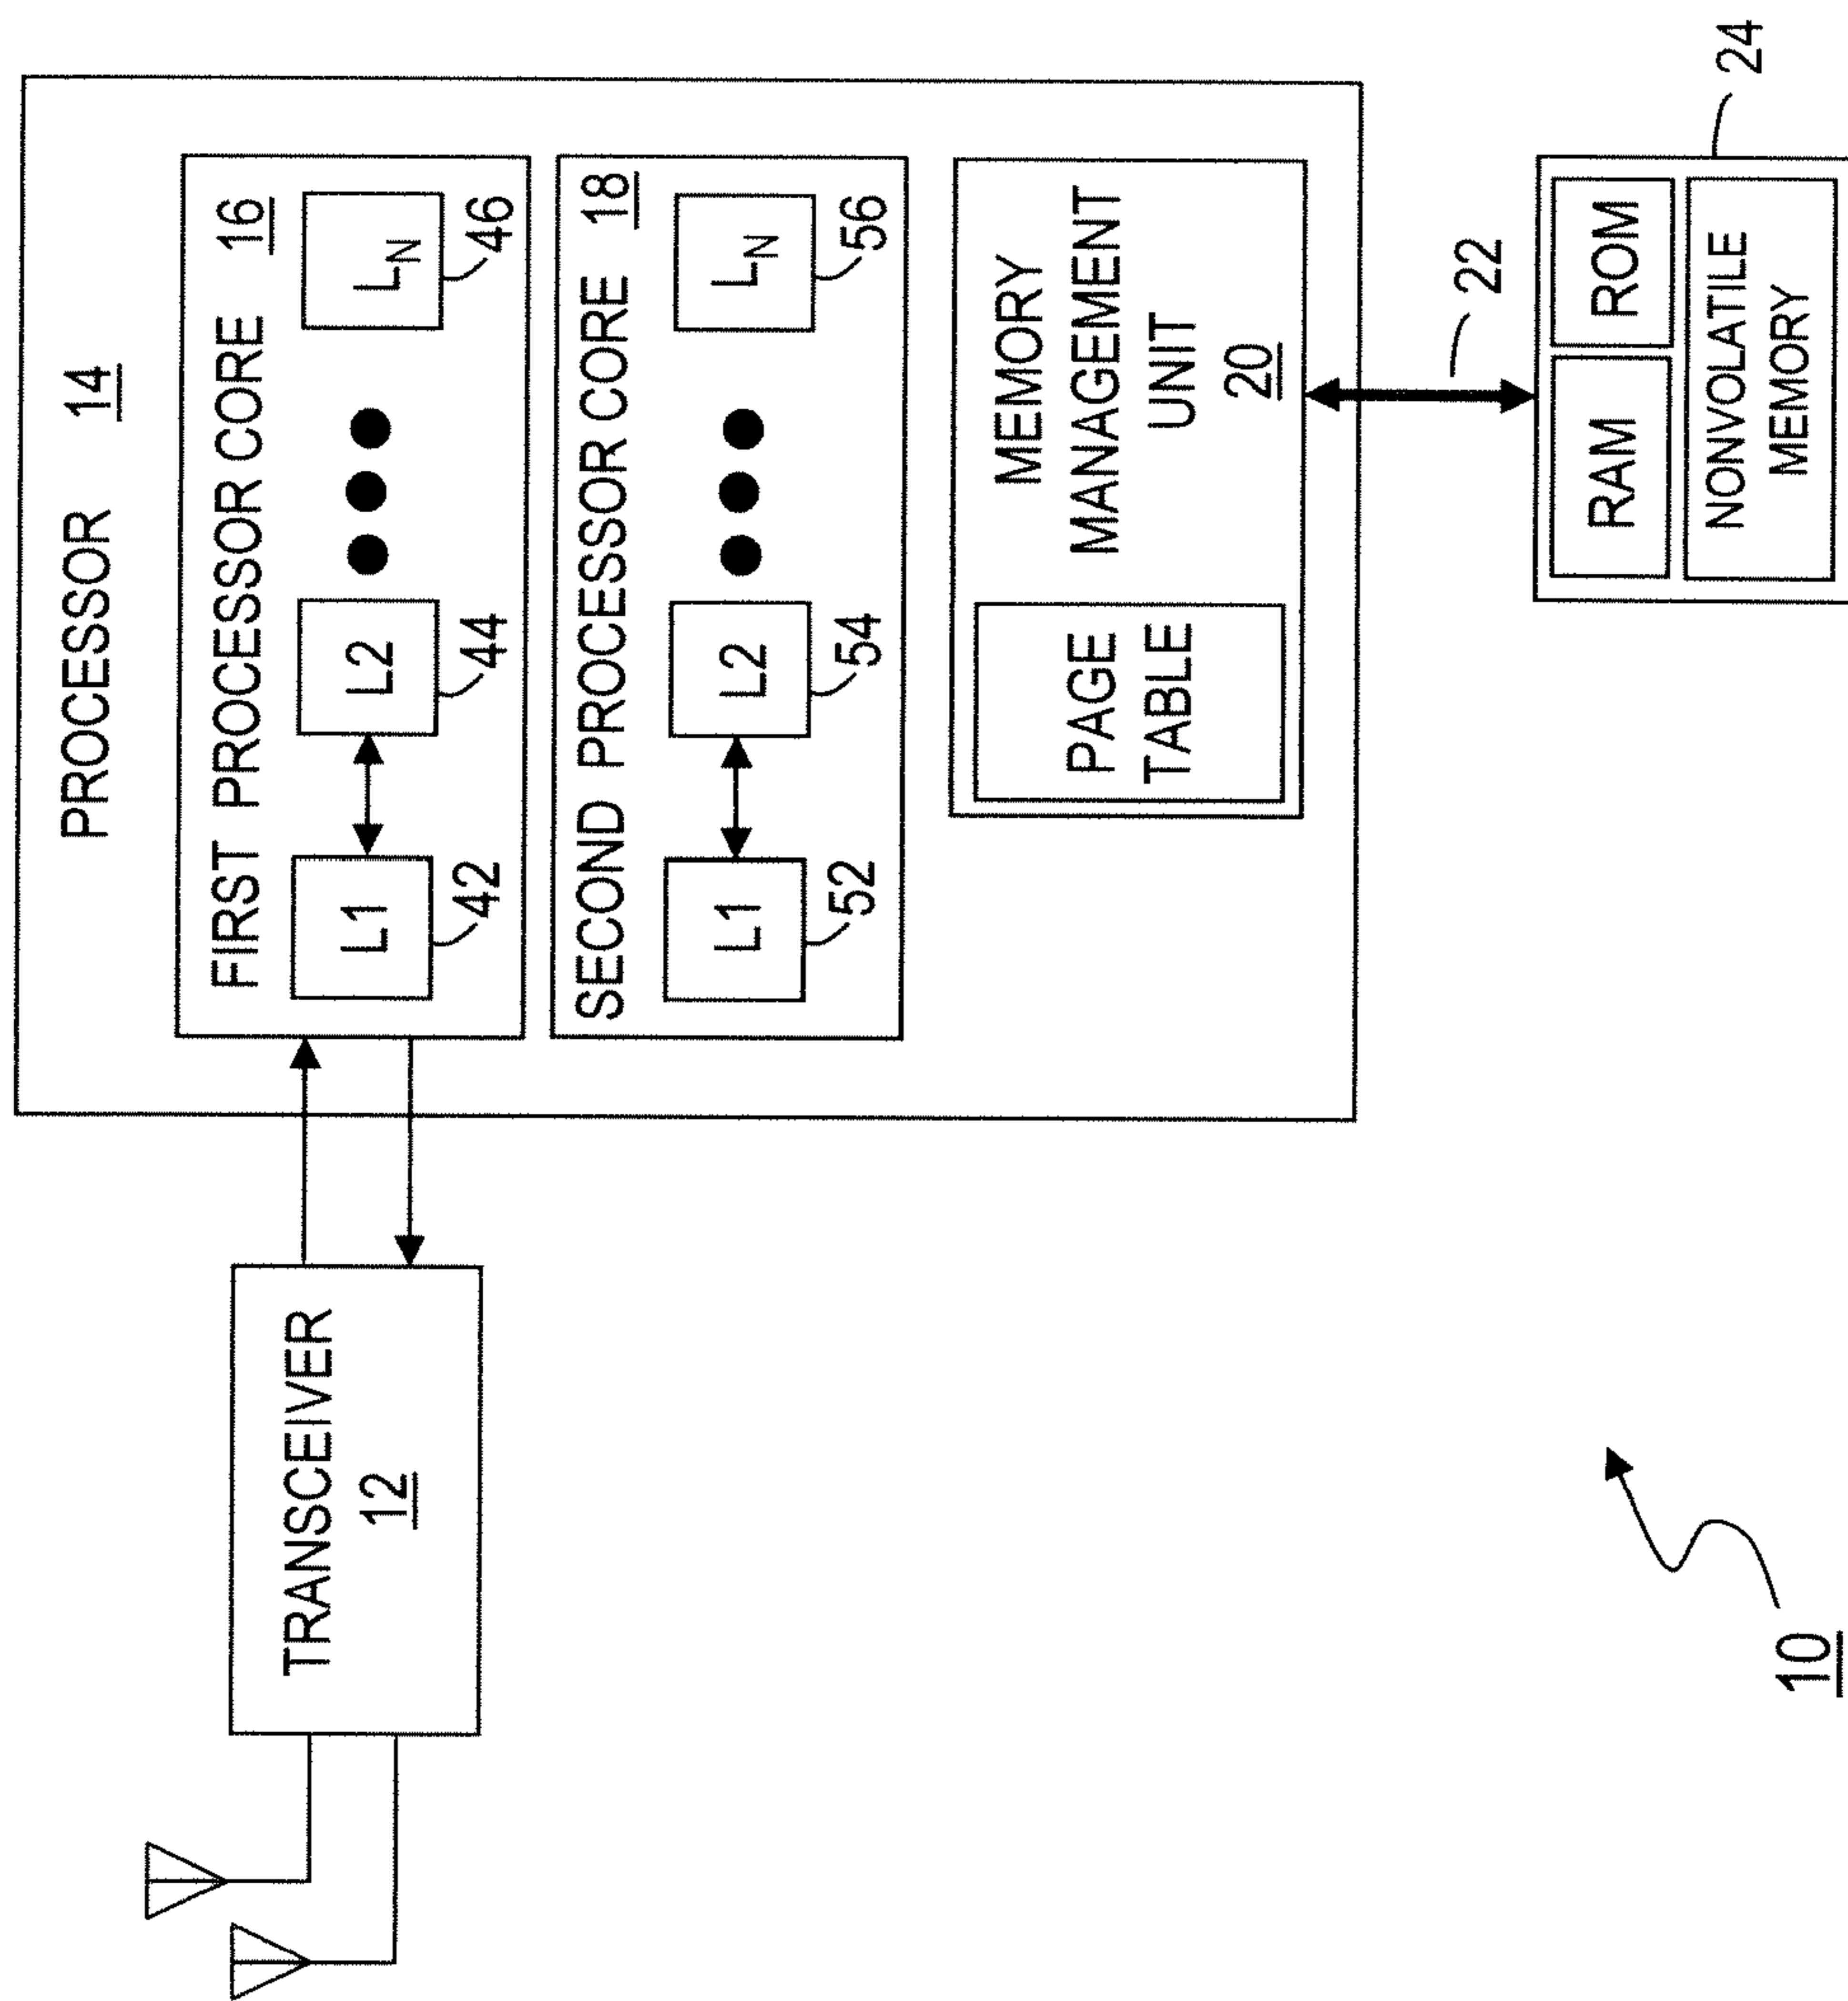 PROCESSOR 14
FIRST PROCESSOR CORE 16
L1
L2
LN
42
44
46
SECOND PROCESSOR CORE 18
L1
L2
LN
52
54
56
PAGE
TABLE
MEMORY
MANAGEMENT
UNIT
20
22
24
RAM
ROM
NONVOLATILE
MEMORY
TRANSCEIVER
12
10